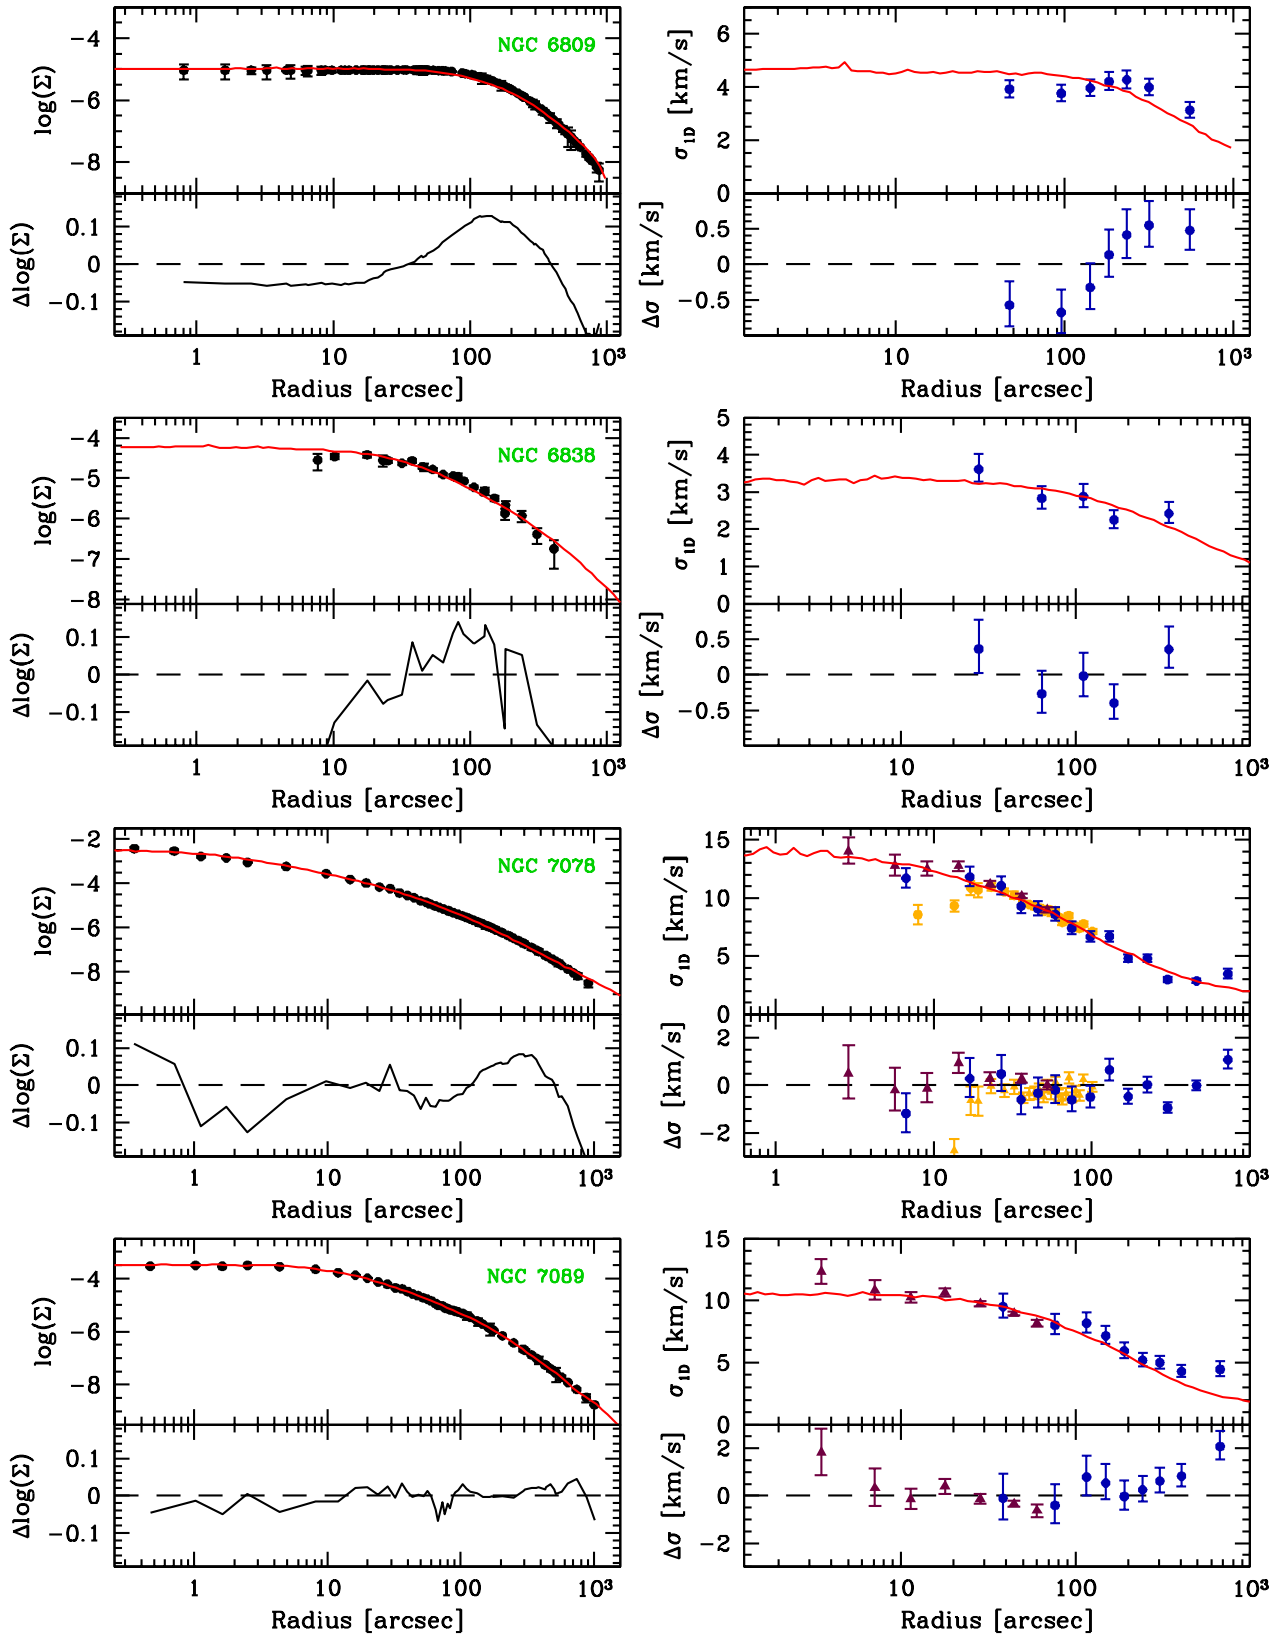 NGC 6809
log(Σ)
−4
−6
−8
Δlog(Σ)
0.1
0
−0.1
1 10 100 10³
Radius [arcsec]
σ1D [km/s]
6
4
2
0
Δσ [km/s]
0.5
0
−0.5
10 100 10³
Radius [arcsec]
NGC 6838
log(Σ)
−4
−5
−6
−7
−8
Δlog(Σ)
0.1
0
−0.1
1 10 100 10³
Radius [arcsec]
σ1D [km/s]
5
4
3
2
1
0
Δσ [km/s]
0.5
0
−0.5
10 100 10³
Radius [arcsec]
NGC 7078
log(Σ)
−2
−4
−6
−8
Δlog(Σ)
0.1
0
−0.1
1 10 100 10³
Radius [arcsec]
σ1D [km/s]
15
10
5
0
Δσ [km/s]
2
0
−2
1 10 100 10³
Radius [arcsec]
NGC 7089
log(Σ)
−4
−6
−8
Δlog(Σ)
0.1
0
−0.1
1 10 100 10³
Radius [arcsec]
σ1D [km/s]
15
10
5
0
Δσ [km/s]
2
0
−2
10 100 10³
Radius [arcsec]